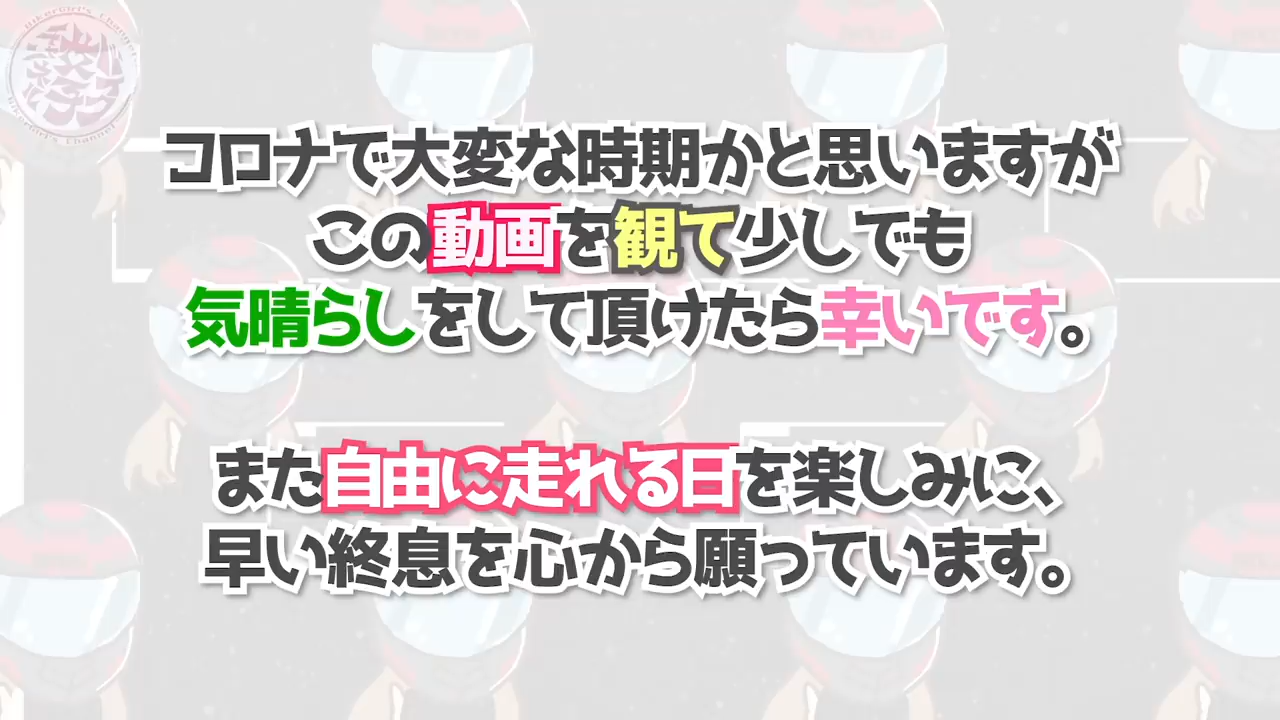 コロナで大変な時期かと思いますが
この動画を観て少しでも
気晴らしをして頂けたら幸いです。
また自由に走れる日を楽しみに、
早い終息を心から願っています。